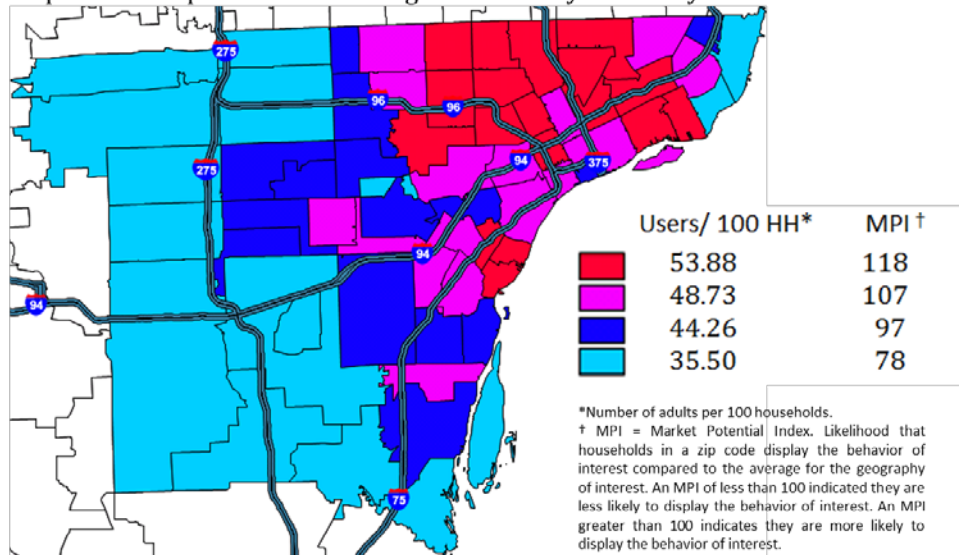 275
96
96
94
375
275
94
94
75
Users/ 100 HH* MPI †
53.88 118
48.73 107
44.26 97
35.50 78
*Number of adults per 100 households.
† MPI = Market Potential Index. Likelihood that
households in a zip code display the behavior of
interest compared to the average for the geography
of interest. An MPI of less than 100 indicated they are
less likely to display the behavior of interest. An MPI
greater than 100 indicates they are more likely to
display the behavior of interest.